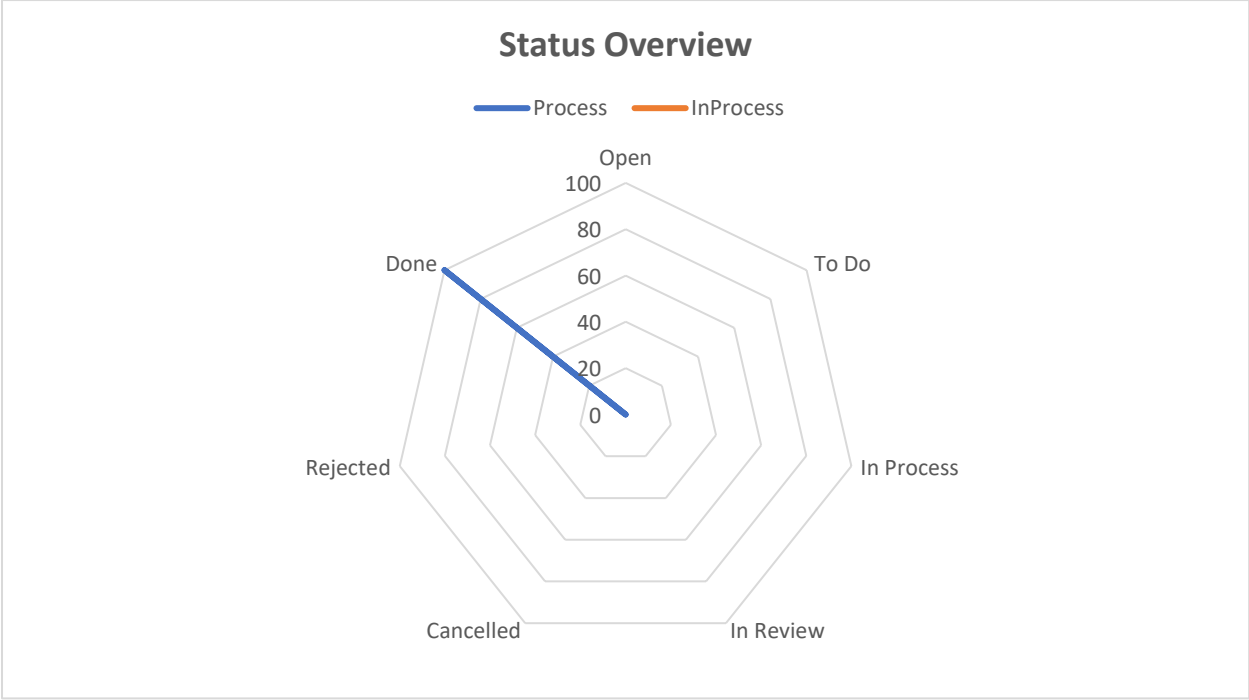 Status Overview
Process InProcess
Open
100
80
Done
To Do
60
40
20
0
Rejected
In Process
Cancelled
In Review